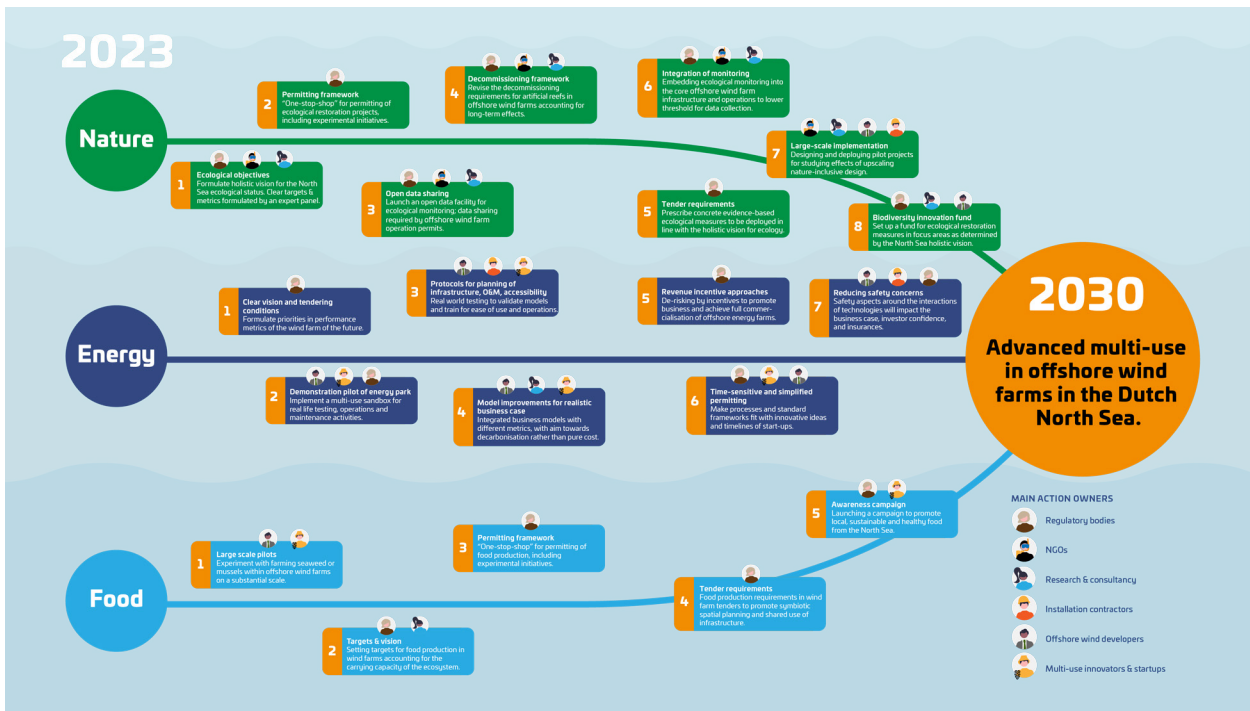 2023
Nature
1
Ecological objectives
Formulate holistic vision for the North
Sea ecological status. Clear targets &
metrics formulated by an expert panel.
2
Permitting framework
“One-stop-shop” for permitting of
ecological restoration projects,
including experimental initiatives.
3
Open data sharing
Launch an open data facility for
ecological monitoring; data sharing
required by offshore wind farm
operation permits.
4
Decommissioning framework
Revise the decommissioning
requirements for artificial reefs in
offshore wind farms accounting for
long-term effects.
5
Tender requirements
Prescribe concrete evidence-based
ecological measures to be deployed in
line with the holistic vision for ecology.
6
Integration of monitoring
Embedding ecological monitoring into
the core offshore wind farm
infrastructure and operations to lower
threshold for data collection.
7
Large-scale implementation
Designing and deploying pilot projects
for studying effects of upscaling
nature-inclusive design.
8
Biodiversity innovation fund
Set up a fund for ecological restoration
measures in focus areas as determined
by the North Sea holistic vision.
Energy
1
Clear vision and tendering
conditions
Formulate priorities in performance
metrics of the wind farm of the future.
2
Demonstration pilot of energy park
Implement a multi-use sandbox for
real life testing, operations and
maintenance activities.
3
Protocols for planning of
infrastructure, O&M, accessibility
Real world testing to validate models
and train for ease of use and operations.
4
Model improvements for realistic
business case
Integrated business models with
different metrics, with aim towards
decarbonisation rather than pure cost.
5
Revenue incentive approaches
De-risking by incentives to promote
business and achieve full commer-
cialisation of offshore energy farms.
6
Time-sensitive and simplified
permitting
Make processes and standard
frameworks fit with innovative ideas
and timelines of start-ups.
7
Reducing safety concerns
Safety aspects around the interactions
of technologies will impact the
business case, investor confidence,
and insurances.
Food
1
Large scale pilots
Experiment with farming seaweed or
mussels within offshore wind farms
on a substantial scale.
2
Targets & vision
Setting targets for food production in
wind farms accounting for the
carrying capacity of the ecosystem.
3
Permitting framework
“One-stop-shop” for permitting of
food production, including
experimental initiatives.
4
Tender requirements
Food production requirements in wind
farm tenders to promote symbiotic
spatial planning and shared use of
infrastructure.
5
Awareness campaign
Launching a campaign to promote
local, sustainable and healthy food
from the North Sea.
2030
Advanced multi-use
in offshore wind
farms in the Dutch
North Sea.
MAIN ACTION OWNERS
Regulatory bodies
NGOs
Research & consultancy
Installation contractors
Offshore wind developers
Multi-use innovators & startups